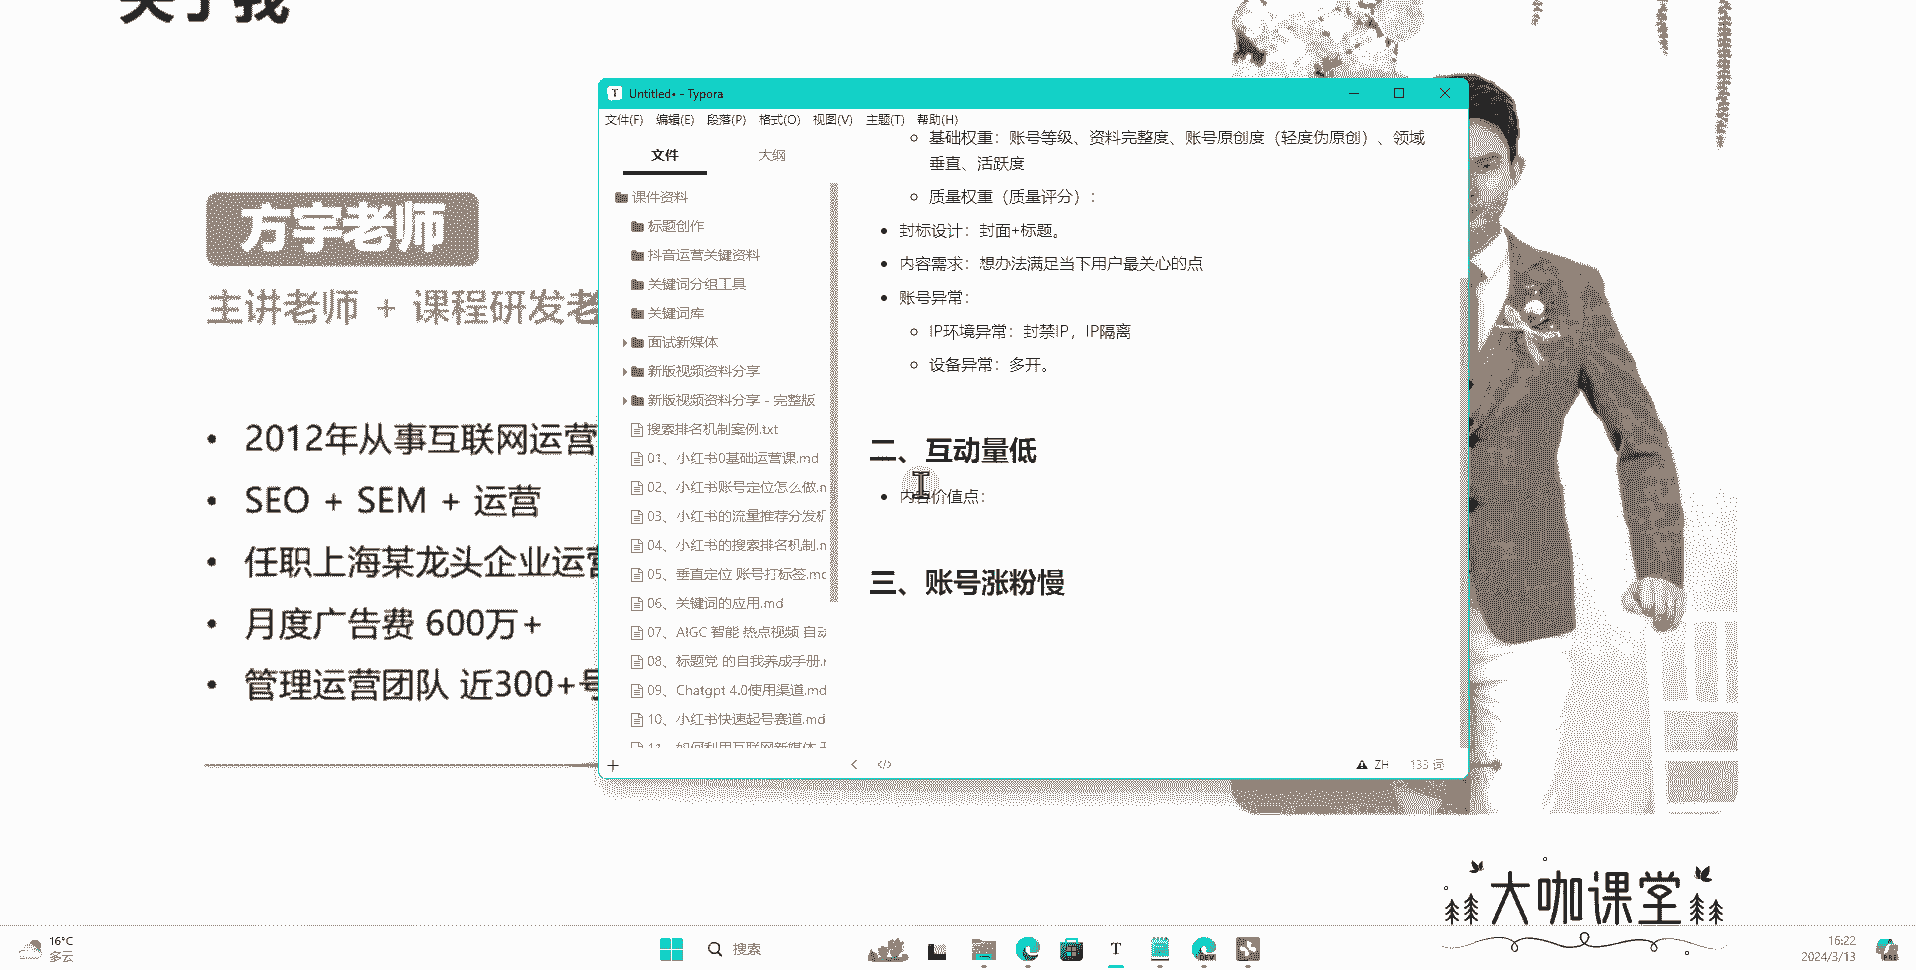 关于我
方宇老师
主讲老师 + 课程研发老
• 2012年从事互联网运营
• SEO + SEM + 运营
• 任职上海某龙头企业运营
• 月度广告费 600万+
• 管理运营团队 近300+号
Untitled• - Typora
文件(F) 编辑(E) 段落(P) 格式(O) 视图(V) 主题(T) 帮助(H)
文件 大纲
课件资料
标题创作
抖音运营关键资料
关键词分组工具
关键词库
面试新媒体
新版视频资料分享
新版视频资料分享 - 完整版
搜索排名机制案例.txt
01、小红书0基础运营课.md
02、小红书账号定位怎么做.m
03、小红书的流量推荐分发机
04、小红书的搜索排名机制.m
05、垂直定位 账号打标签.md
06、关键词的应用.md
07、AIGC 智能 热点视频 自动
08、标题党 的自我养成手册.m
09、Chatgpt 4.0使用渠道.md
10、小红书快速起号赛道.md
11、如何利用互联网新媒体
基础权重：账号等级、资料完整度、账号原创度（轻度伪原创）、领域
垂直、活跃度
质量权重（质量评分）：
• 封标设计：封面+标题。
• 内容需求：想办法满足当下用户最关心的点
• 账号异常：
IP环境异常：封禁IP，IP隔离
设备异常：多开。
二、互动量低
• 内容价值点：
三、账号涨粉慢
ZH 133 词
大咖课堂
16°C
多云
搜索
16:22
2024/3/13